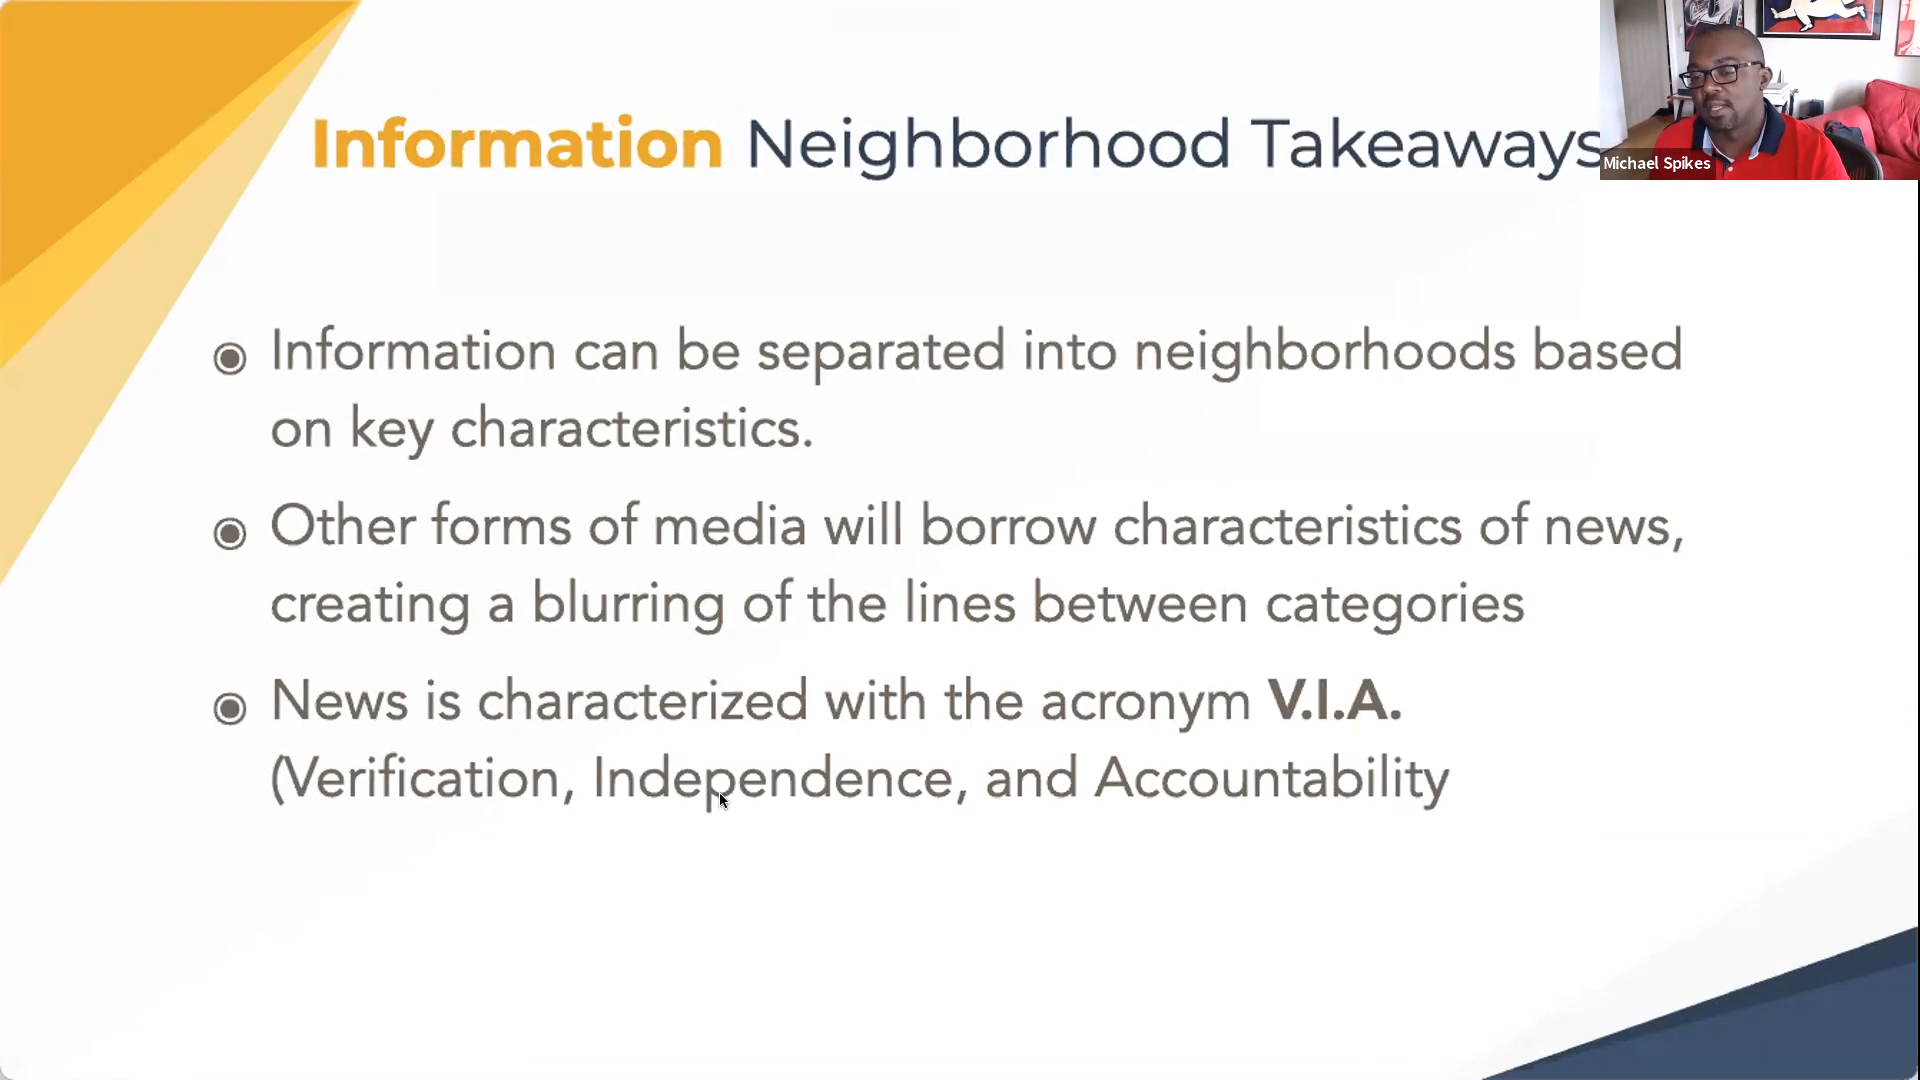 Information Neighborhood Takeaways
Michael Spikes
Information can be separated into neighborhoods based
on key characteristics.
Other forms of media will borrow characteristics of news,
creating a blurring of the lines between categories
News is characterized with the acronym V.I.A.
(Verification, Independence, and Accountability